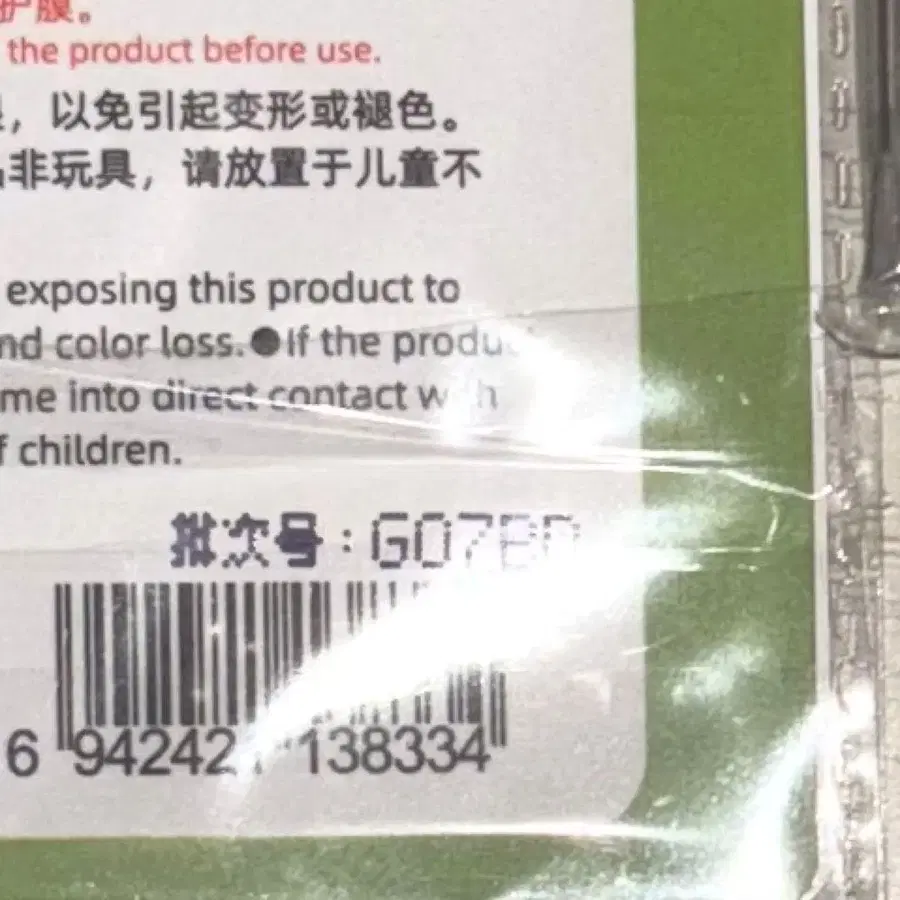 护膜。
the product before use.
，以免引起变形或褪色。
非玩具，请放置于儿童不
exposing this product to
nd color loss.●If the produ
me into direct contact with
f children.
批次号:G07BD
6 942421 138334